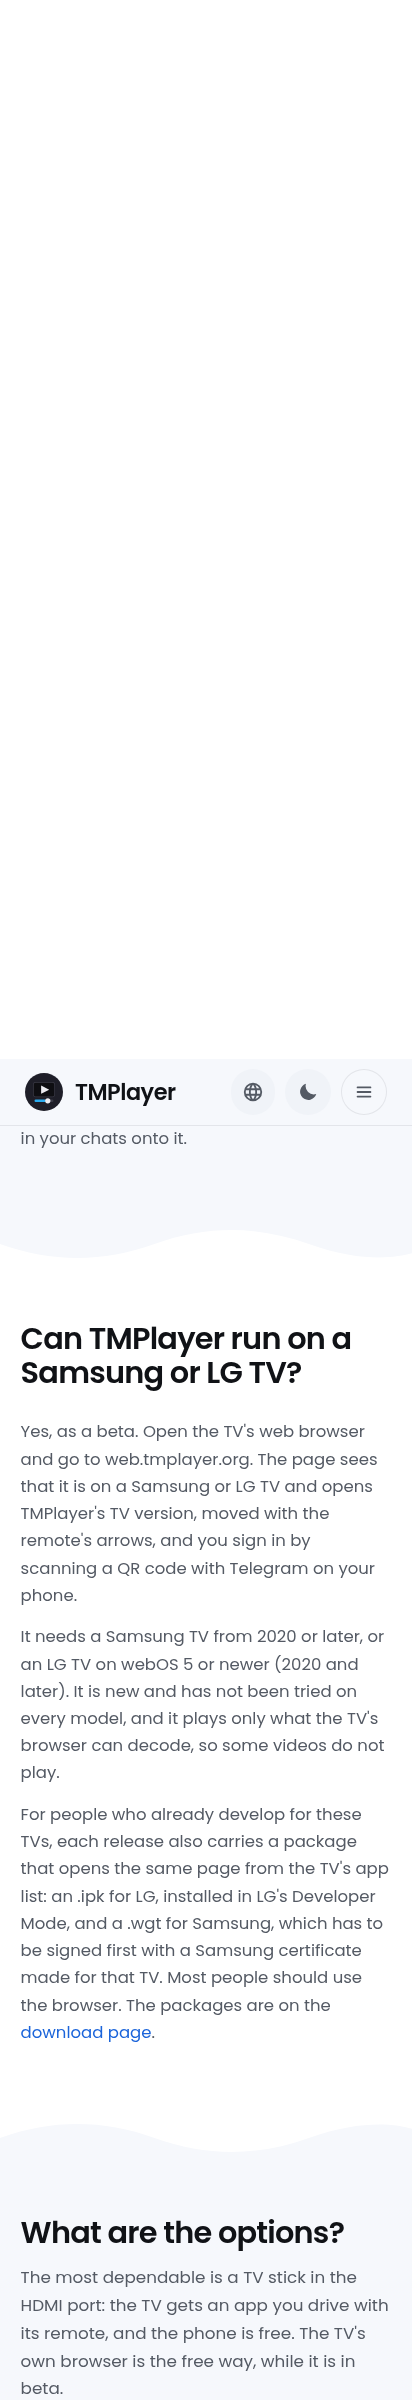 TMPlayer
in your chats onto it.
Can TMPlayer run on a
Samsung or LG TV?
Yes, as a beta. Open the TV's web browser
and go to web.tmplayer.org. The page sees
that it is on a Samsung or LG TV and opens
TMPlayer's TV version, moved with the
remote's arrows, and you sign in by
scanning a QR code with Telegram on your
phone.
It needs a Samsung TV from 2020 or later, or
an LG TV on webOS 5 or newer (2020 and
later). It is new and has not been tried on
every model, and it plays only what the TV's
browser can decode, so some videos do not
play.
For people who already develop for these
TVs, each release also carries a package
that opens the same page from the TV's app
list: an .ipk for LG, installed in LG's Developer
Mode, and a .wgt for Samsung, which has to
be signed first with a Samsung certificate
made for that TV. Most people should use
the browser. The packages are on the
download page.
What are the options?
The most dependable is a TV stick in the
HDMI port: the TV gets an app you drive with
its remote, and the phone is free. The TV's
own browser is the free way, while it is in
beta.